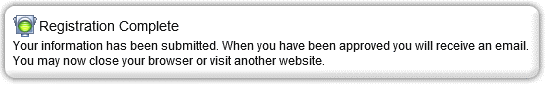 Registration Complete
Your information has been submitted. When you have been approved you will receive an email.
You may now close your browser or visit another website.